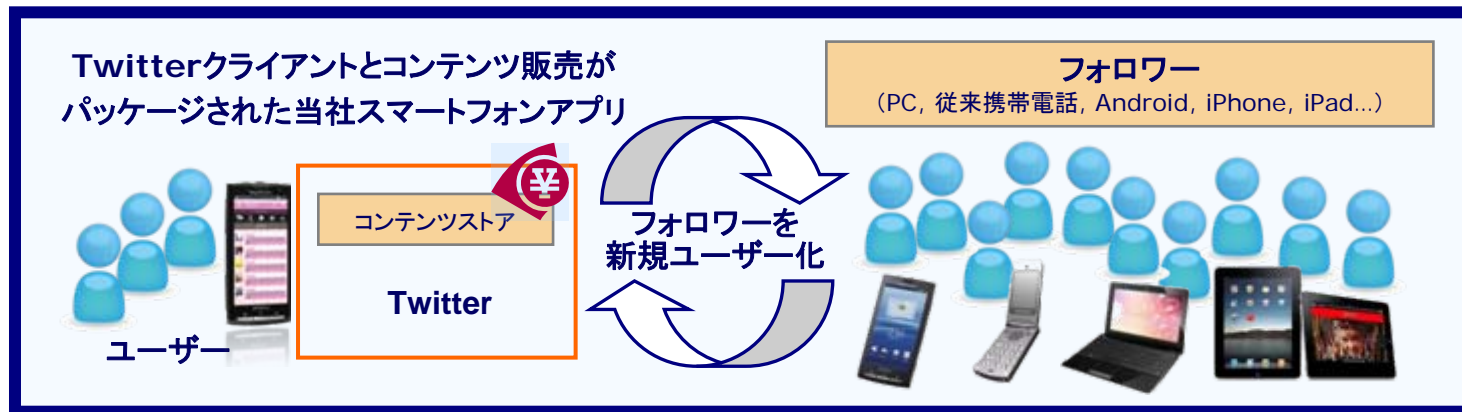 Twitterクライアントとコンテンツ販売が
パッケージされた当社スマートフォンアプリ
フォロワー
（PC, 従来携帯電話, Android, iPhone, iPad…）
¥
コンテンツストア
Twitter
ユーザー
フォロワーを
新規ユーザー化